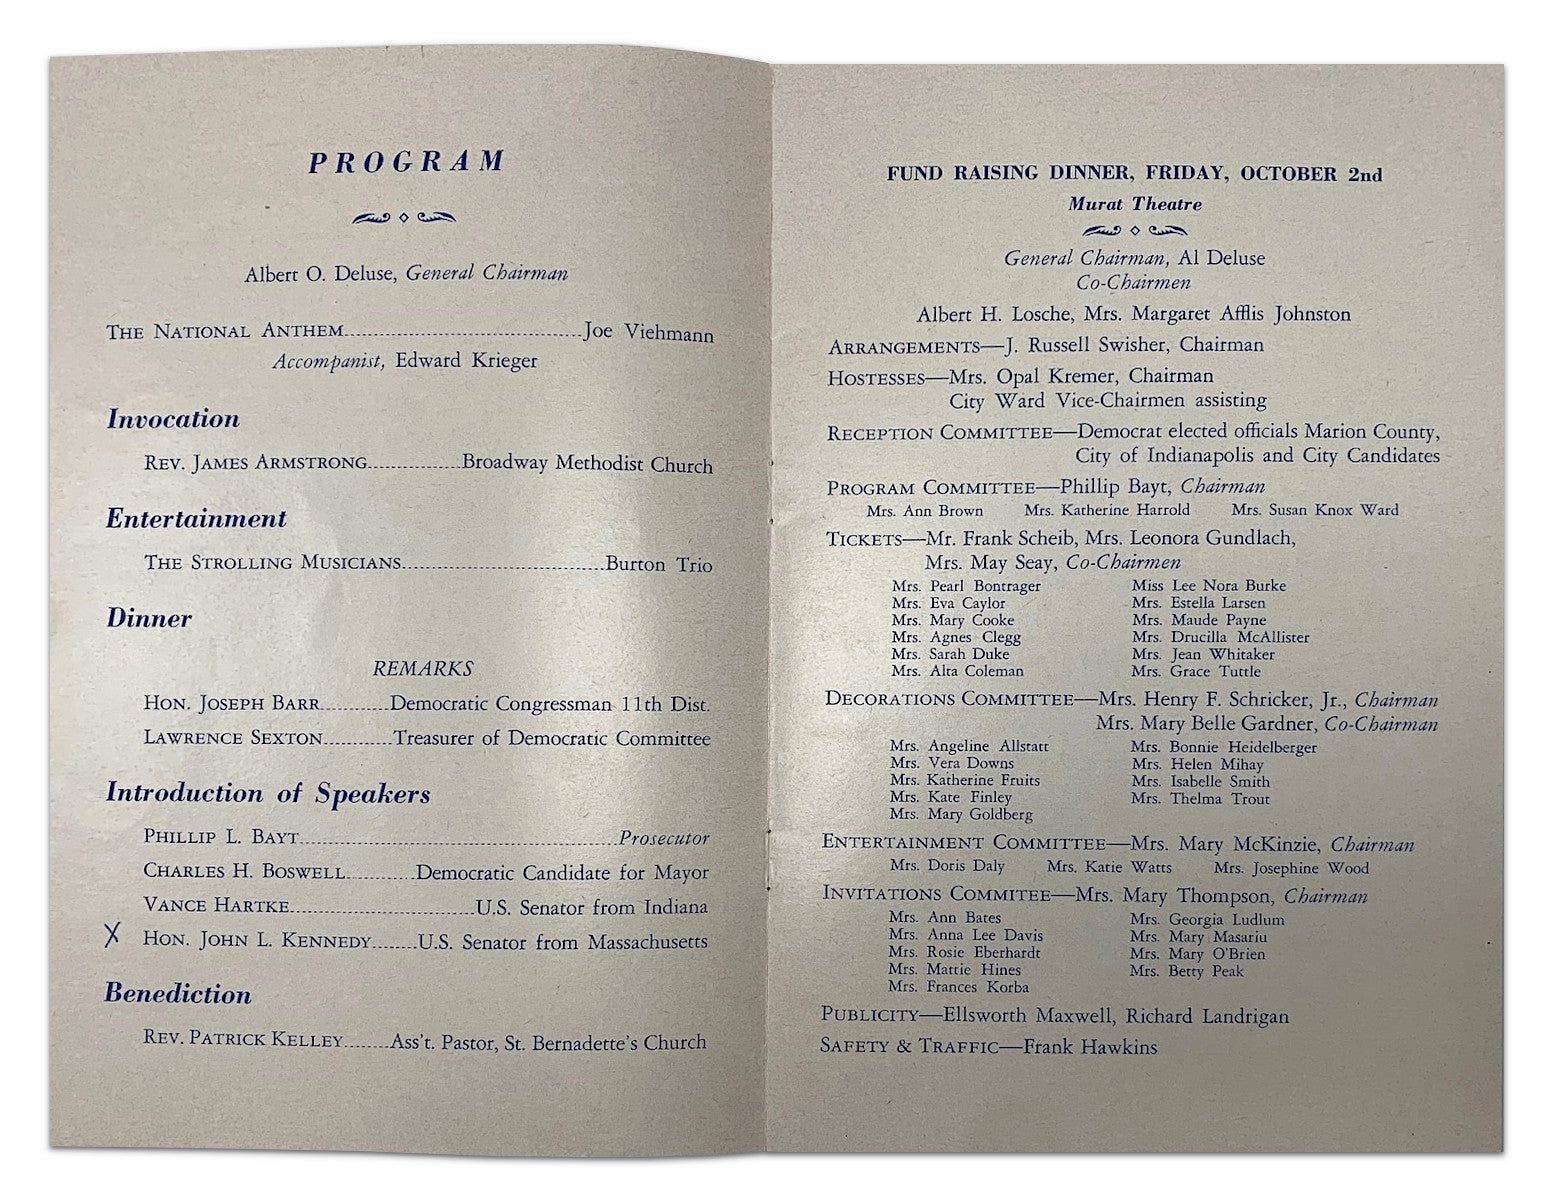 PROGRAM
Albert O. Deluse, General Chairman
THE NATIONAL ANTHEM..........Joe Viehmann
Accompanist, Edward Krieger
Invocation
REV. JAMES ARMSTRONG..........Broadway Methodist Church
Entertainment
THE STROLLING MUSICIANS..........Burton Trio
Dinner
REMARKS
HON. JOSEPH BARR..........Democratic Congressman 11th Dist.
LAWRENCE SEXTON..........Treasurer of Democratic Committee
Introduction of Speakers
PHILLIP L. BAYT..........Prosecutor
CHARLES H. BOSWELL..........Democratic Candidate for Mayor
VANCE HARTKE..........U.S. Senator from Indiana
X HON. JOHN L. KENNEDY..........U.S. Senator from Massachusetts
Benediction
REV. PATRICK KELLEY..........Ass't. Pastor, St. Bernadette's Church
FUND RAISING DINNER, FRIDAY, OCTOBER 2nd
Murat Theatre
General Chairman, Al Deluse
Co-Chairmen
Albert H. Losche, Mrs. Margaret Afflis Johnston
ARRANGEMENTS—J. Russell Swisher, Chairman
HOSTESSES—Mrs. Opal Kremer, Chairman
City Ward Vice-Chairmen assisting
RECEPTION COMMITTEE—Democrat elected officials Marion County,
City of Indianapolis and City Candidates
PROGRAM COMMITTEE—Phillip Bayt, Chairman
Mrs. Ann Brown Mrs. Katherine Harrold Mrs. Susan Knox Ward
TICKETS—Mr. Frank Scheib, Mrs. Leonora Gundlach,
Mrs. May Seay, Co-Chairmen
Mrs. Pearl Bontrager Miss Lee Nora Burke
Mrs. Eva Caylor Mrs. Estella Larsen
Mrs. Mary Cooke Mrs. Maude Payne
Mrs. Agnes Clegg Mrs. Drucilla McAllister
Mrs. Sarah Duke Mrs. Jean Whitaker
Mrs. Alta Coleman Mrs. Grace Tuttle
DECORATIONS COMMITTEE—Mrs. Henry F. Schricker, Jr., Chairman
Mrs. Mary Belle Gardner, Co-Chairman
Mrs. Angeline Allstatt Mrs. Bonnie Heidelberger
Mrs. Vera Downs Mrs. Helen Mihay
Mrs. Katherine Fruits Mrs. Isabelle Smith
Mrs. Kate Finley Mrs. Thelma Trout
Mrs. Mary Goldberg
ENTERTAINMENT COMMITTEE—Mrs. Mary McKinzie, Chairman
Mrs. Doris Daly Mrs. Katie Watts Mrs. Josephine Wood
INVITATIONS COMMITEE—Mrs. Mary Thompson, Chairman
Mrs. Ann Bates Mrs. Georgia Ludlum
Mrs. Anna Lee Davis Mrs. Mary Masariu
Mrs. Rosie Eberhardt Mrs. Mary O'Brien
Mrs. Mattie Hines Mrs. Betty Peak
Mrs. Frances Korba
PUBLICITY—Ellsworth Maxwell, Richard Landrigan
SAFETY & TRAFFIC—Frank Hawkins